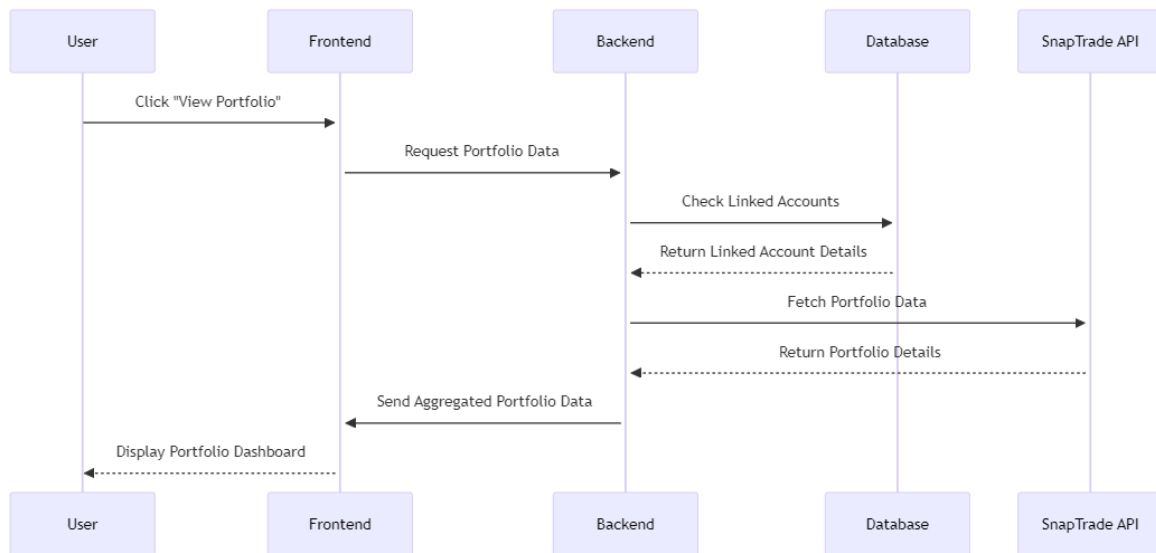 User
Frontend
Backend
Database
SnapTrade API
Click "View Portfolio"
Request Portfolio Data
Check Linked Accounts
Return Linked Account Details
Fetch Portfolio Data
Return Portfolio Details
Send Aggregated Portfolio Data
Display Portfolio Dashboard
User
Frontend
Backend
Database
SnapTrade API